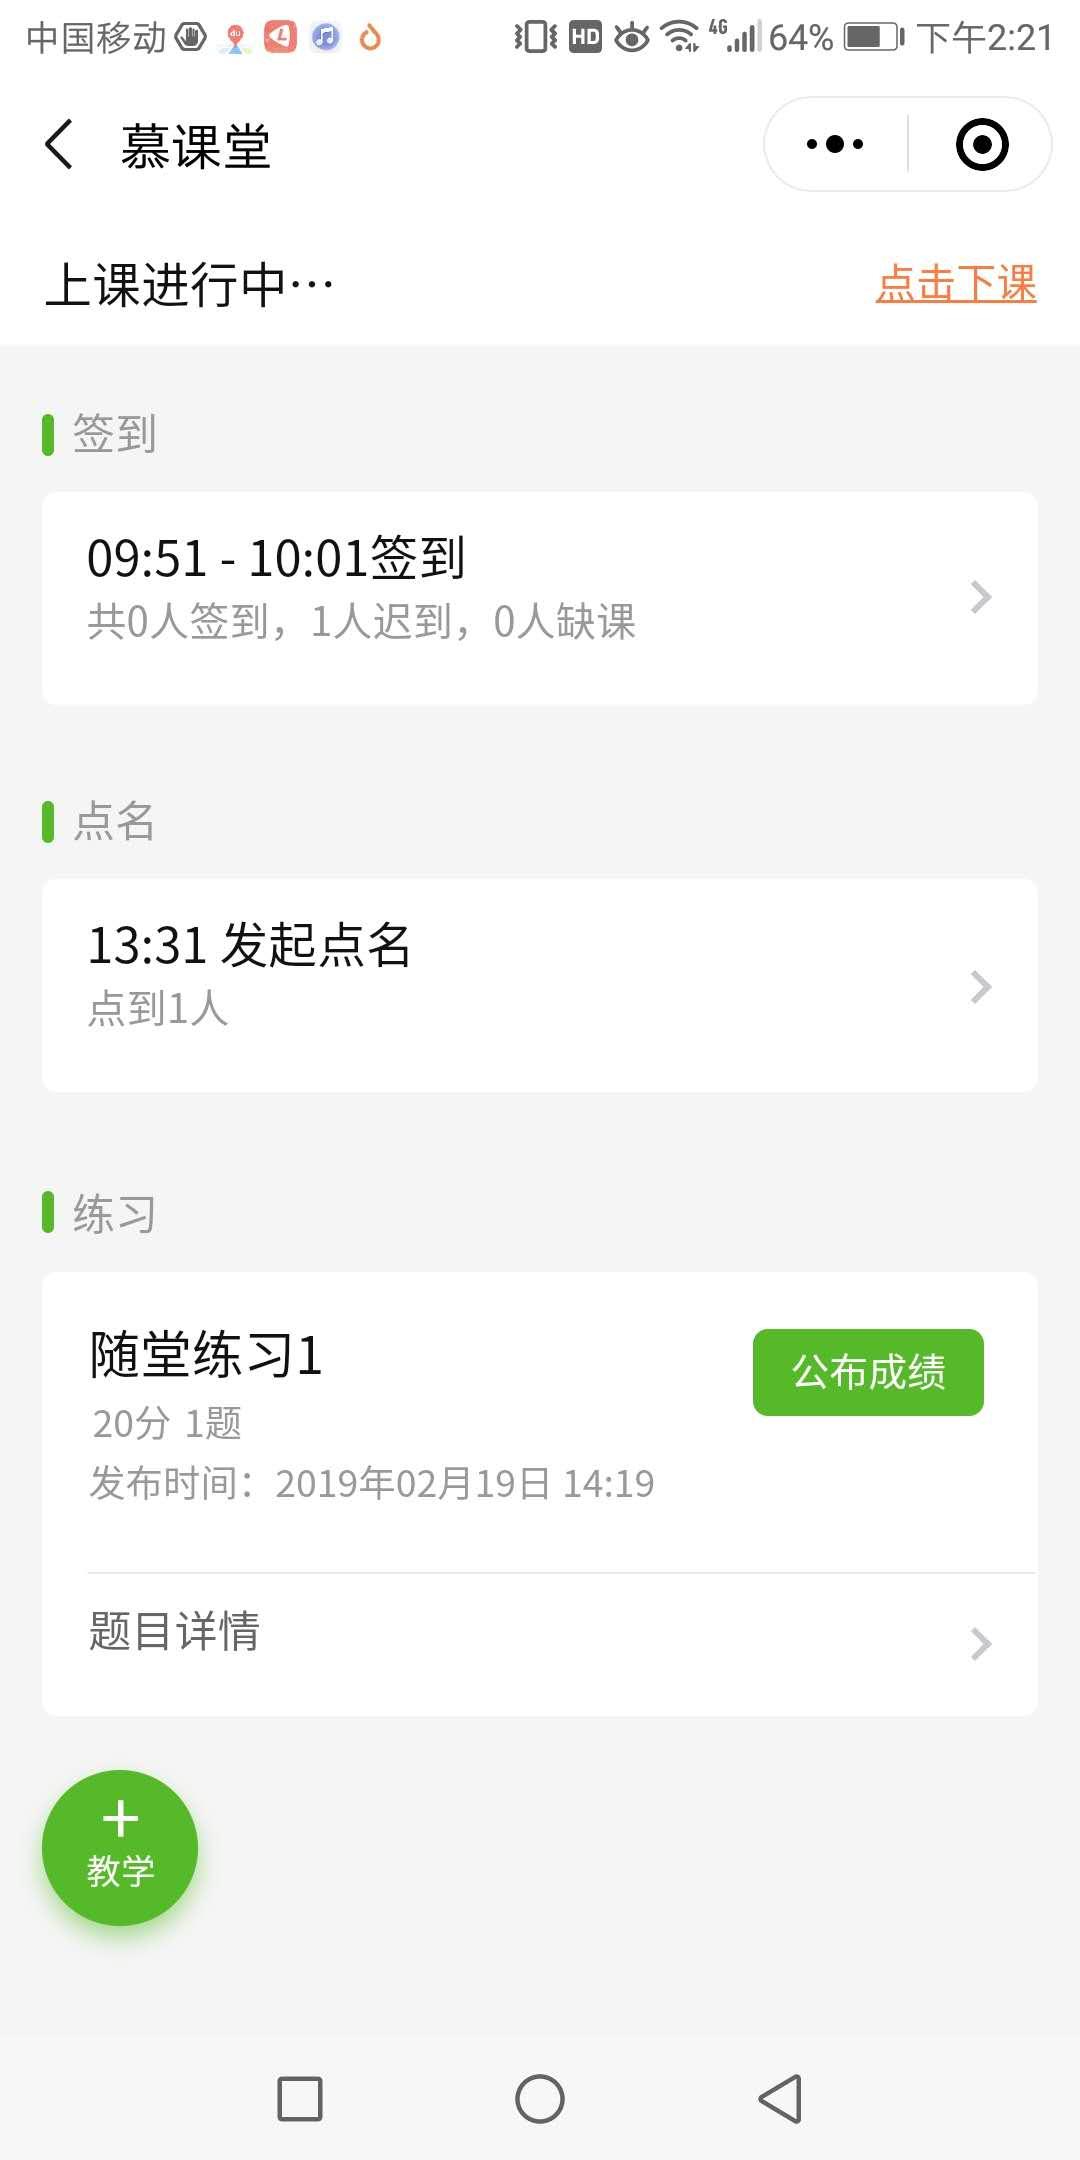 中国移动 HD 4G 64% 下午2:21
慕课堂
上课进行中… 点击下课
签到
09:51 - 10:01签到
共0人签到，1人迟到，0人缺课
点名
13:31 发起点名
点到1人
练习
随堂练习1 公布成绩
20分 1题
发布时间：2019年02月19日 14:19
题目详情
教学